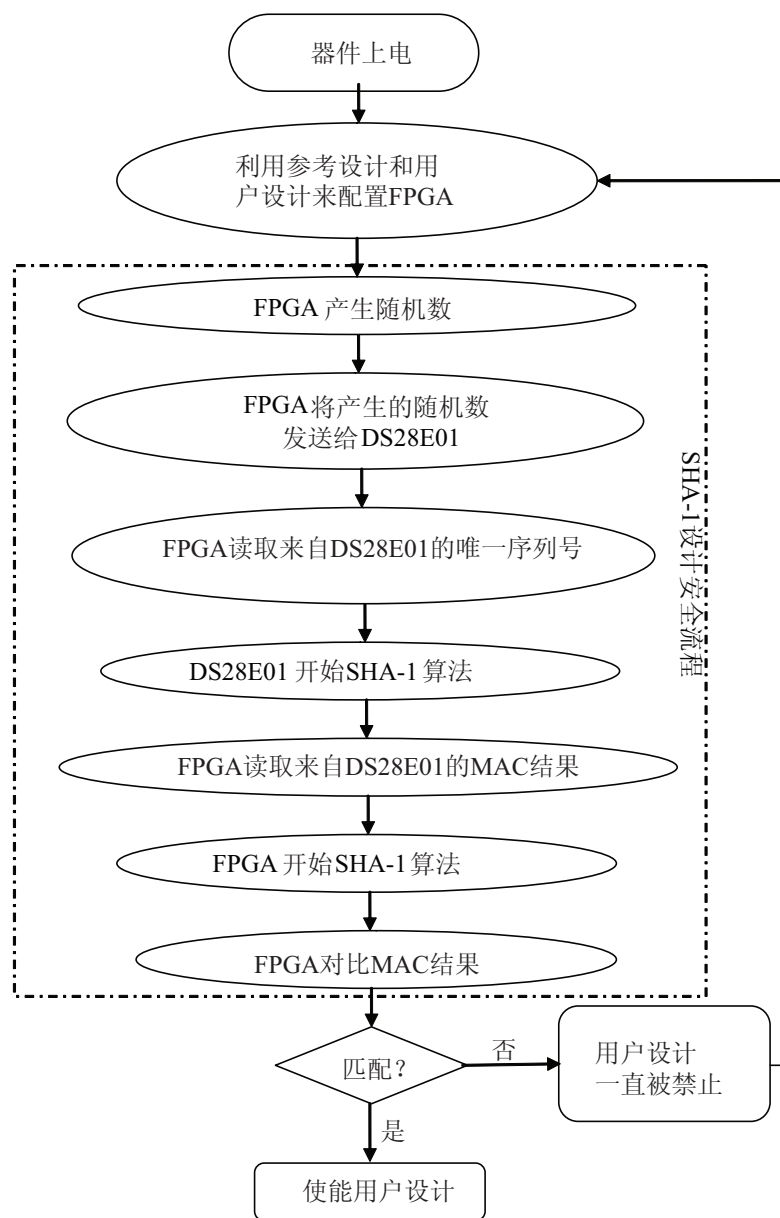 器件上电
利用参考设计和用
户设计来配置FPGA
FPGA 产生随机数
FPGA将产生的随机数
发送给DS28E01
FPGA读取来自DS28E01的唯一序列号
DS28E01 开始SHA-1 算法
FPGA读取来自DS28E01的MAC结果
FPGA 开始SHA-1 算法
FPGA对比MAC结果
SHA-1设计安全流程
匹配?
否
用户设计
一直被禁止
是
使能用户设计